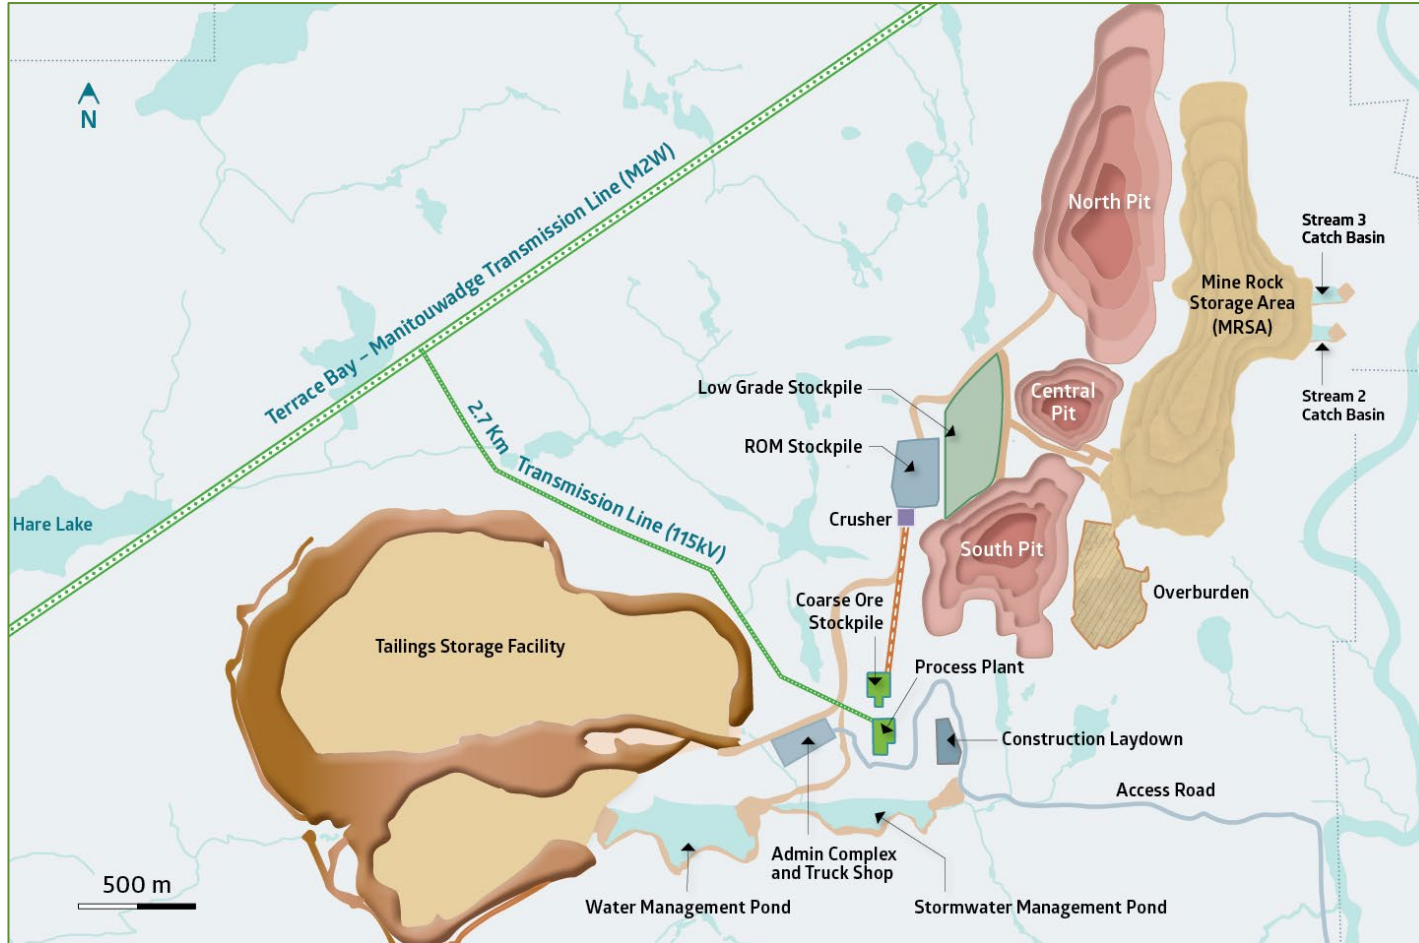 N
Terrace Bay – Manitouwadge Transmission Line (M2W)
North Pit
Stream 3
Catch Basin
Mine Rock
Storage Area
(MRSA)
Low Grade Stockpile
Central
Pit
Stream 2
Catch Basin
2.7 Km Transmission Line (115kV)
ROM Stockpile
Hare Lake
Crusher
South Pit
Coarse Ore
Stockpile
Overburden
Tailings Storage Facility
Process Plant
Construction Laydown
Access Road
Admin Complex
and Truck Shop
500 m
Water Management Pond
Stormwater Management Pond